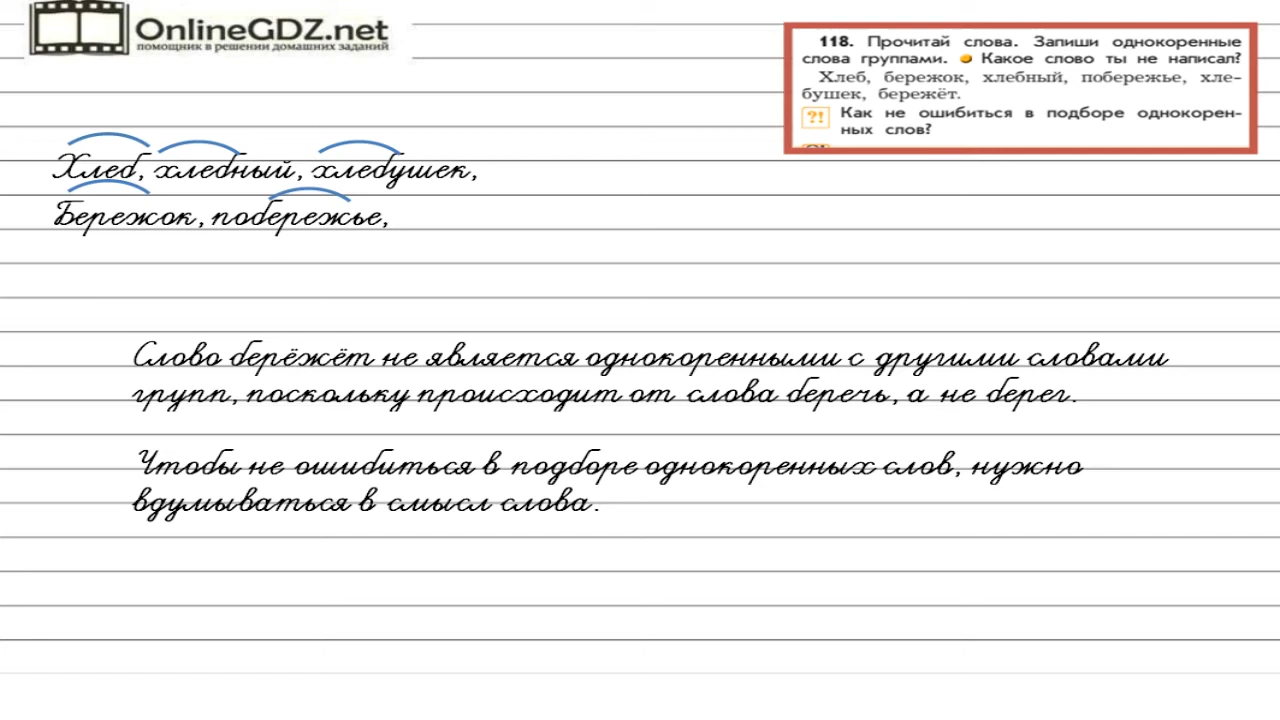 OnlineGDZ.net
помощник в решении домашних заданий
118. Прочитай слова. Запиши однокоренные
слова группами. Какое слово ты не написал?
Хлеб, бережок, хлебный, побережье, хле-
бушек, бережёт.
?! Как не ошибиться в подборе однокорен-
ных слов?
Хлеб, хлебный, хлебушек,
Бережок, побережье,
Слово берёжёт не является однокоренными с другими словами
групп, поскольку происходит от слова беречь, а не берег.
Чтобы не ошибиться в подборе однокоренных слов, нужно
вдумываться в смысл слова.